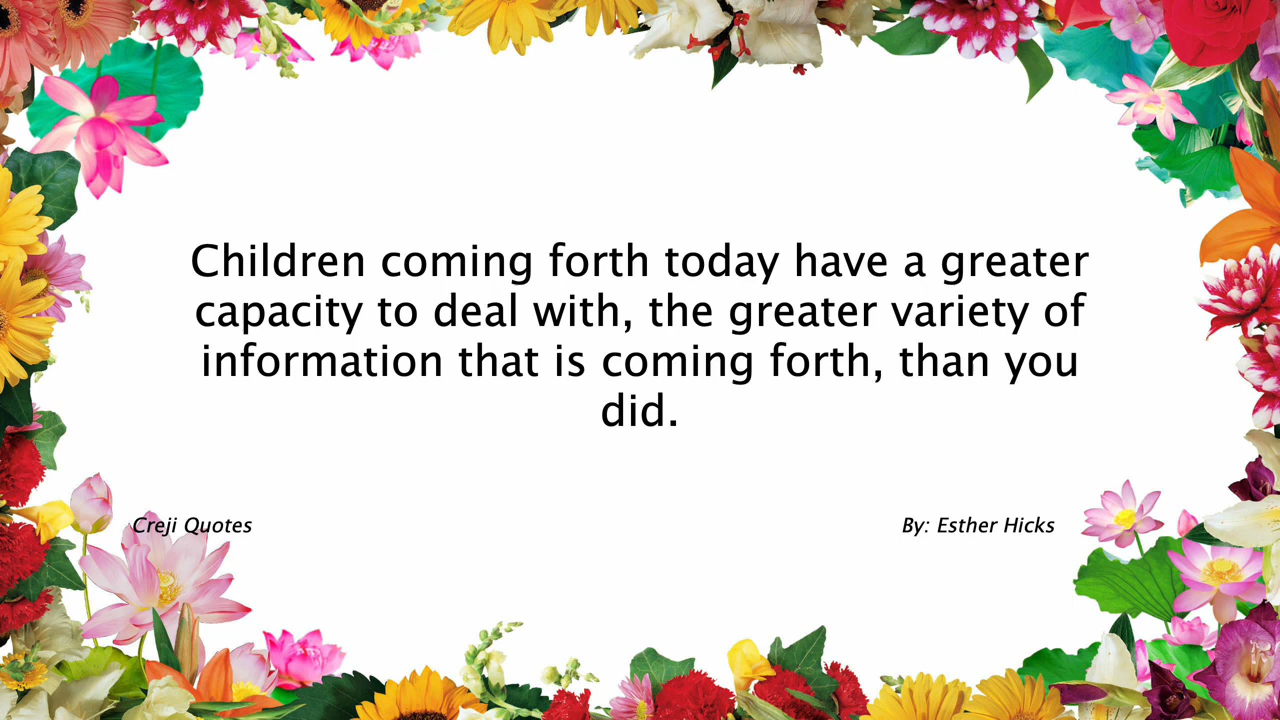 Children coming forth today have a greater
capacity to deal with, the greater variety of
information that is coming forth, than you
did.
Creji Quotes
By: Esther Hicks